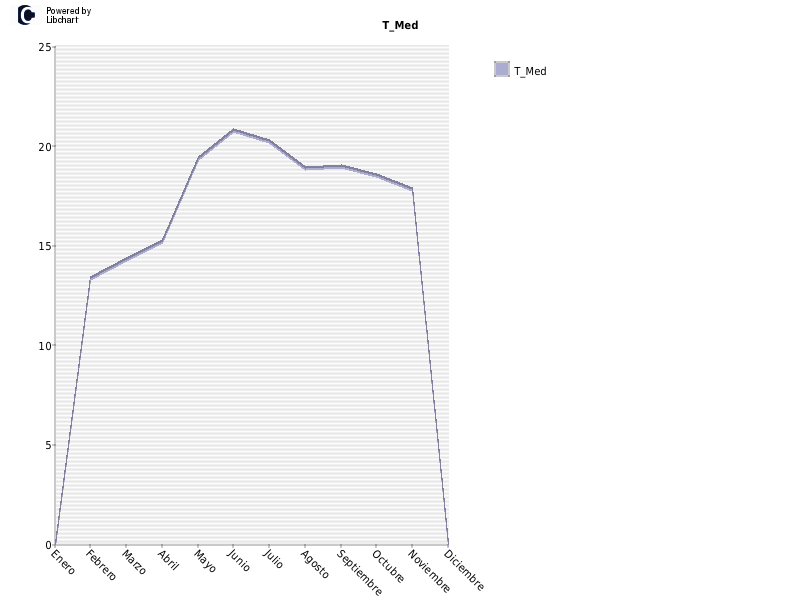 Powered by
Libchart
T_Med
25
20
15
10
5
0
T_Med
Enero
Febrero
Marzo
Abril
Mayo
Junio
Julio
Agosto
Septiembre
Octubre
Noviembre
Diciembre